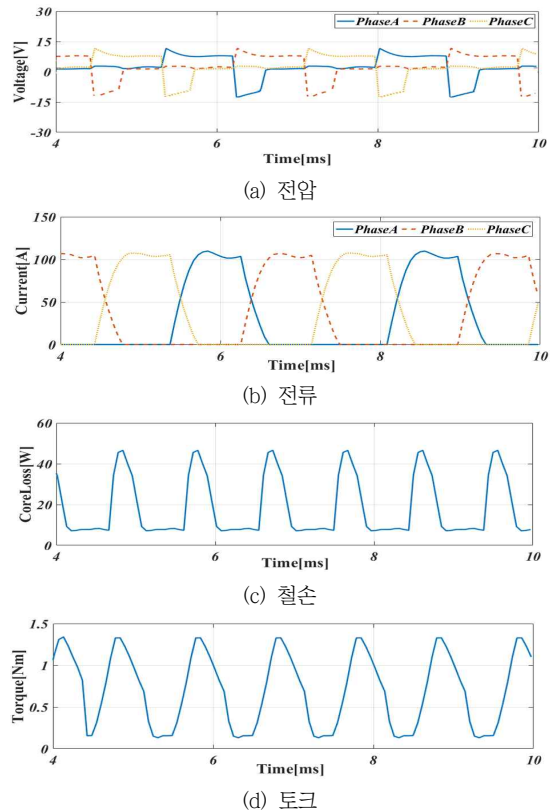 30
15
0
-15
-30
Voltage[V]
PhaseA PhaseB PhaseC
4 6 8 10
Time[ms]
(a) 전압
150
100
50
0
Current[A]
PhaseA PhaseB PhaseC
4 6 8 10
Time[ms]
(b) 전류
60
40
20
0
CoreLoss[W]
4 6 8 10
Time[ms]
(c) 철손
1.5
1
0.5
0
Torque[Nm]
4 6 8 10
Time[ms]
(d) 토크